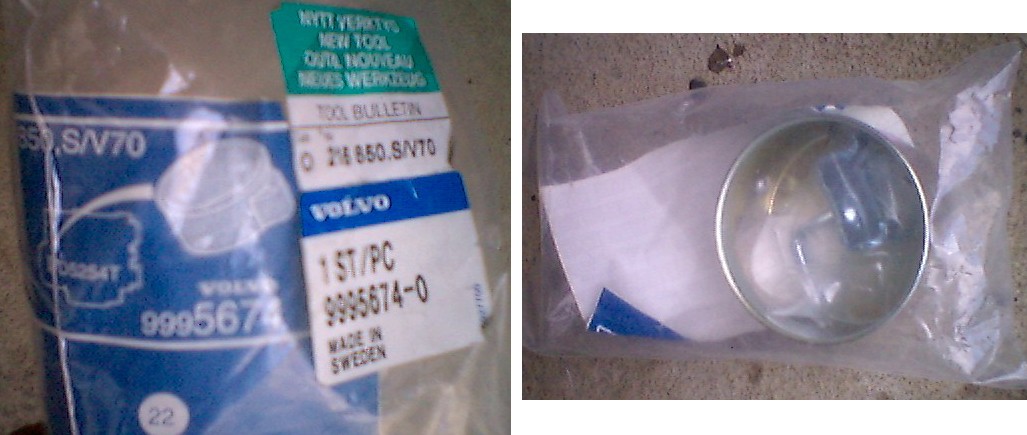 NYTT VERKTYG
NEW TOOL
OUTIL NOUVEAU
NEUES WERKZEUG
TOOL BULLETIN
O 216 850.S/V70
VOLVO
1 ST/PC
9995674-0
MADE IN
SWEDEN
850.S/V70
D5254T
VOLVO
9995674
22